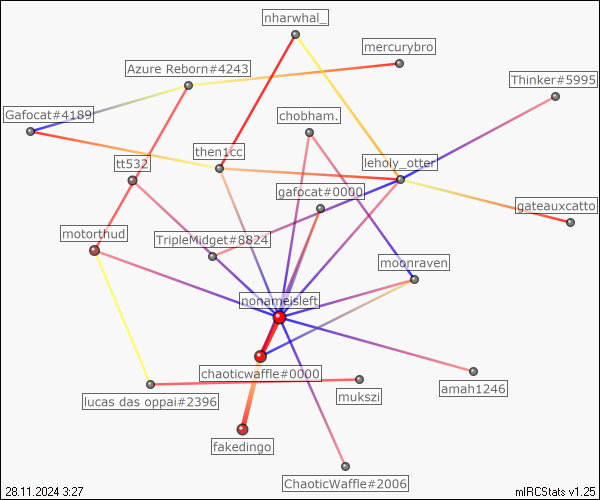 nharwhal_
mercurybro
Azure Reborn#4243
Thinker#5995
Gafocat#4189
chobham.
then1cc
tt532
leholy_otter
gafocat#0000
gateauxcatto
motorthud
TripleMidget#8824
moonraven
nonameisleft
chaoticwaffle#0000
amah1246
mukszi
lucas das oppai#2396
fakedingo
ChaoticWaffle#2006
28.11.2024 3:27
mIRCStats v1.25